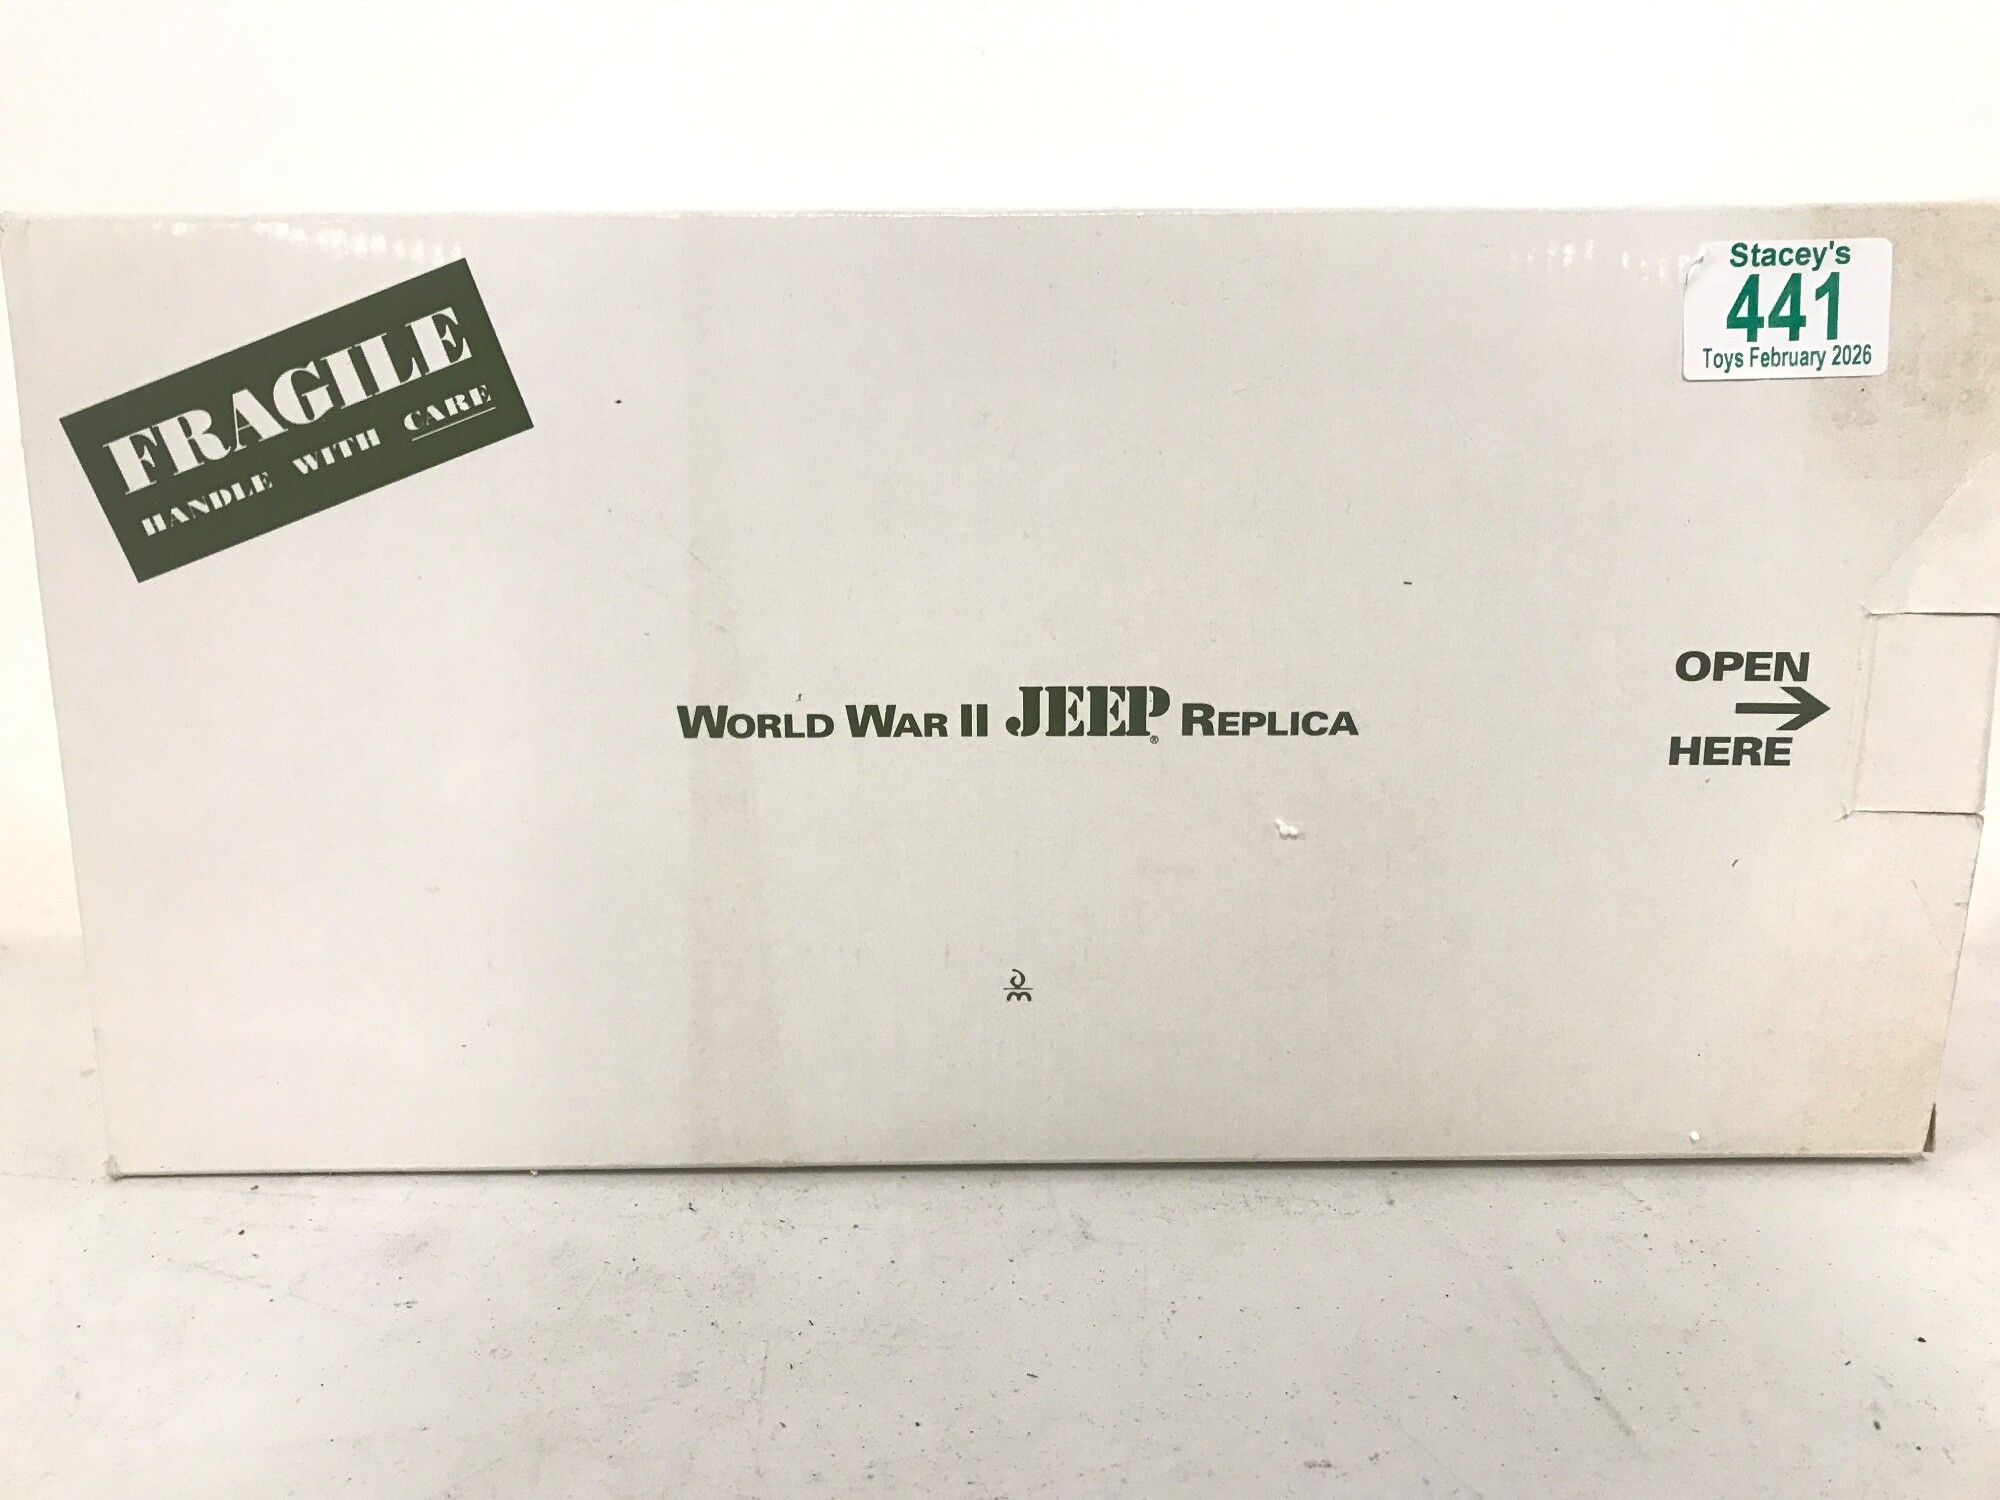 FRAGILE
HANDLE WITH CARE
Stacey's
441
Toys February 2026
WORLD WAR II JEEP® REPLICA
OPEN
HERE